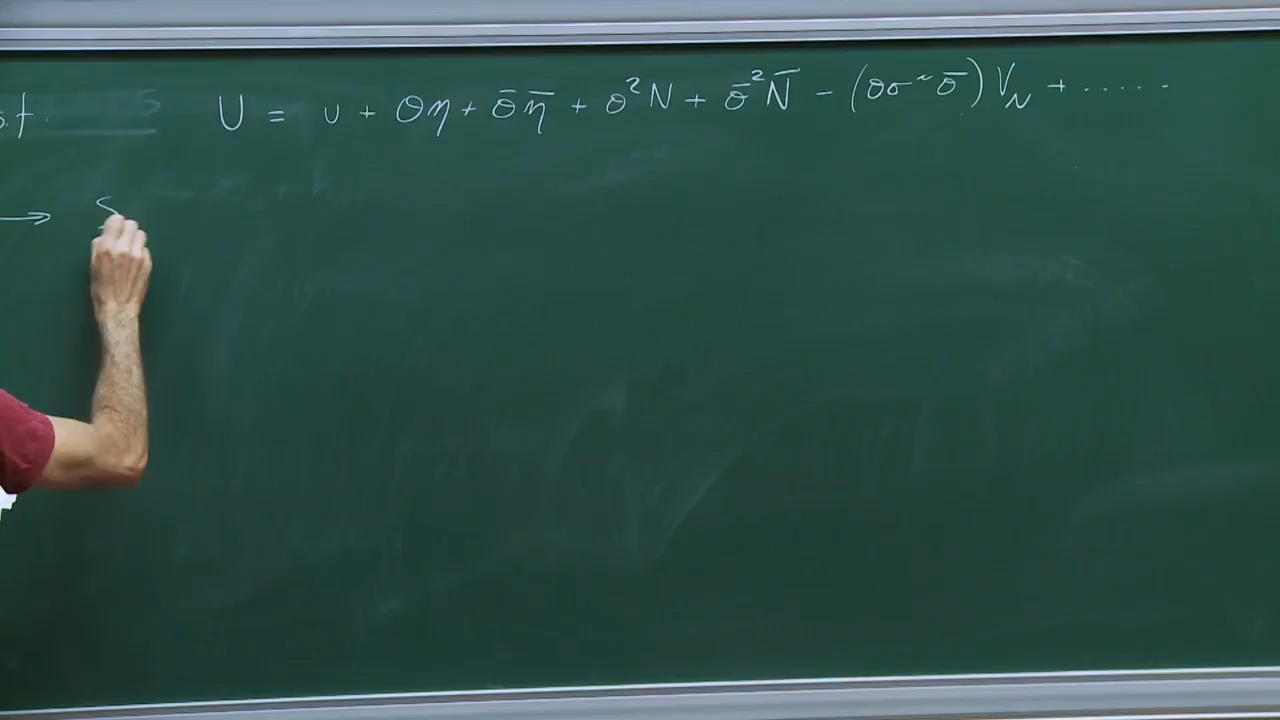 s.t. U = u + θη + θ̄η̄ + θ²N + θ̄²N̄ - (θσ^μ θ̄)V_μ + .....
→ S